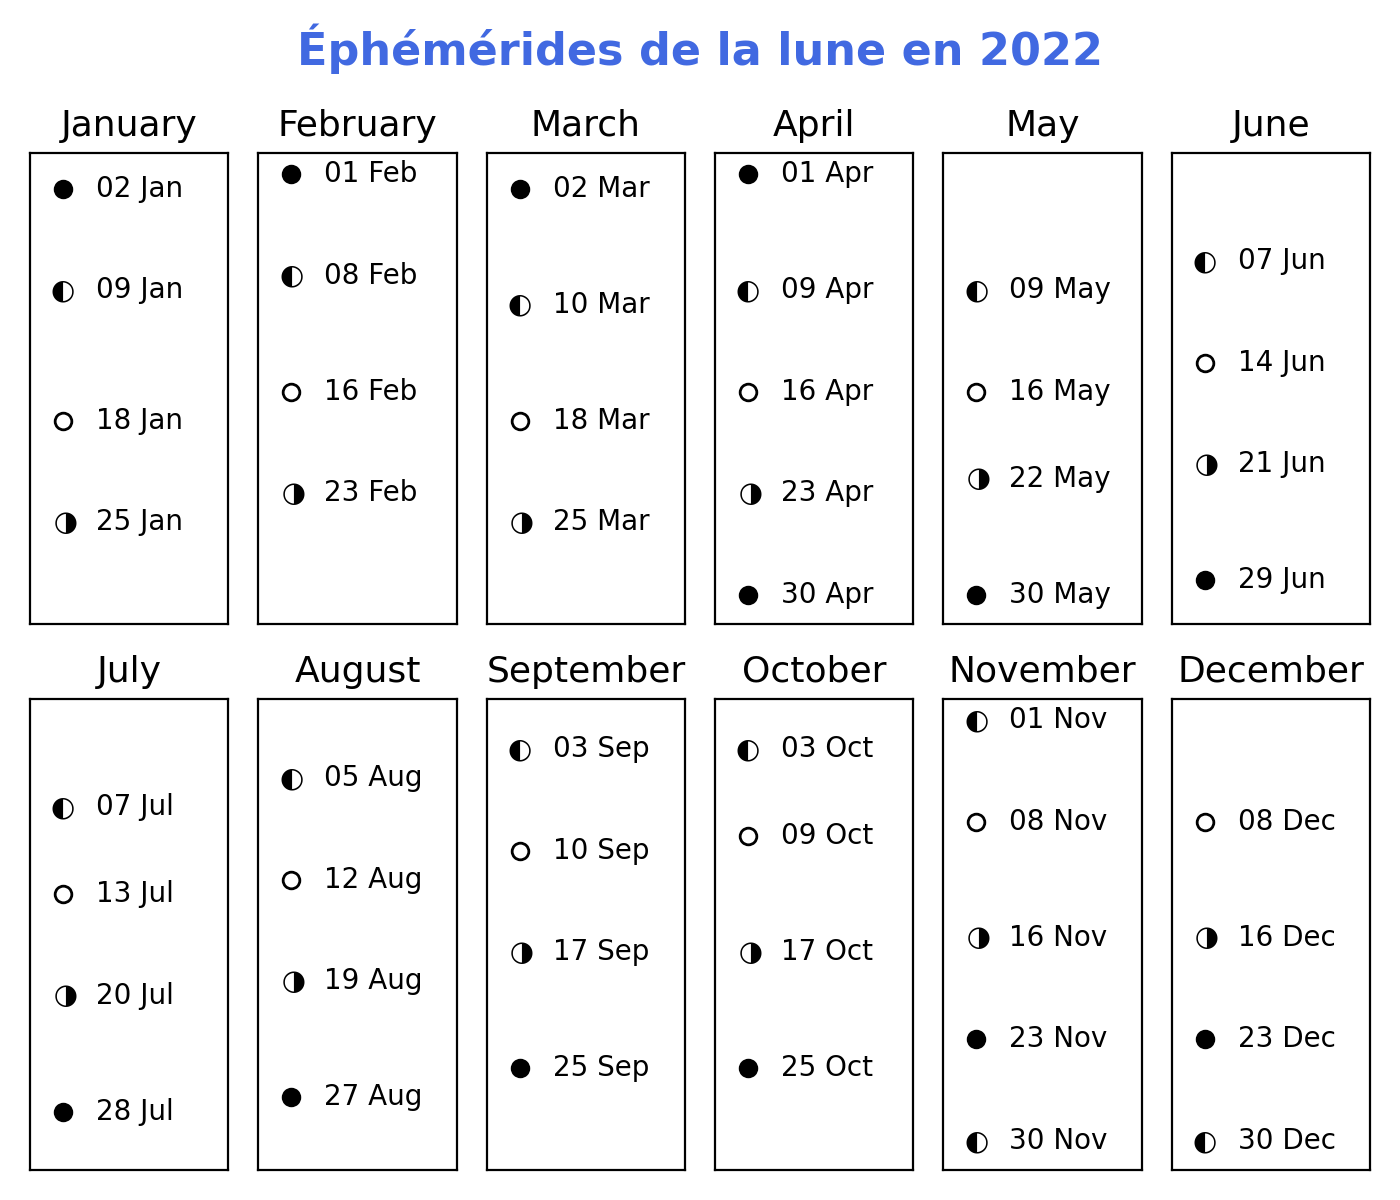 Éphémérides de la lune en 2022
January
02 Jan
09 Jan
18 Jan
25 Jan
February
01 Feb
08 Feb
16 Feb
23 Feb
March
02 Mar
10 Mar
18 Mar
25 Mar
April
01 Apr
09 Apr
16 Apr
23 Apr
30 Apr
May
09 May
16 May
22 May
30 May
June
07 Jun
14 Jun
21 Jun
29 Jun
July
07 Jul
13 Jul
20 Jul
28 Jul
August
05 Aug
12 Aug
19 Aug
27 Aug
September
03 Sep
10 Sep
17 Sep
25 Sep
October
03 Oct
09 Oct
17 Oct
25 Oct
November
01 Nov
08 Nov
16 Nov
23 Nov
30 Nov
December
08 Dec
16 Dec
23 Dec
30 Dec